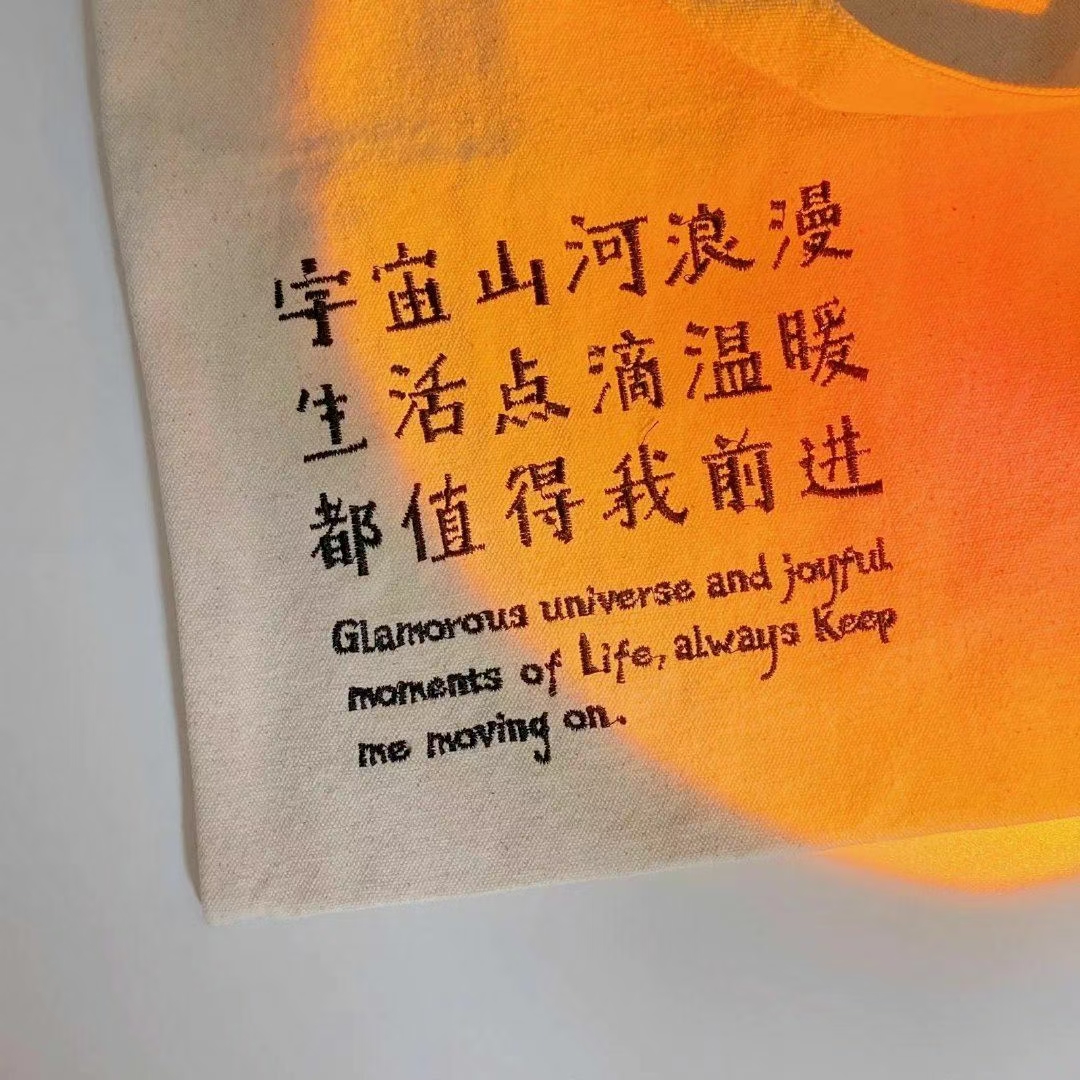 宇宙山河浪漫
生活点滴温暖
都值得我前进
Glamorous universe and joyful
moments of Life, always Keep
me moving on.